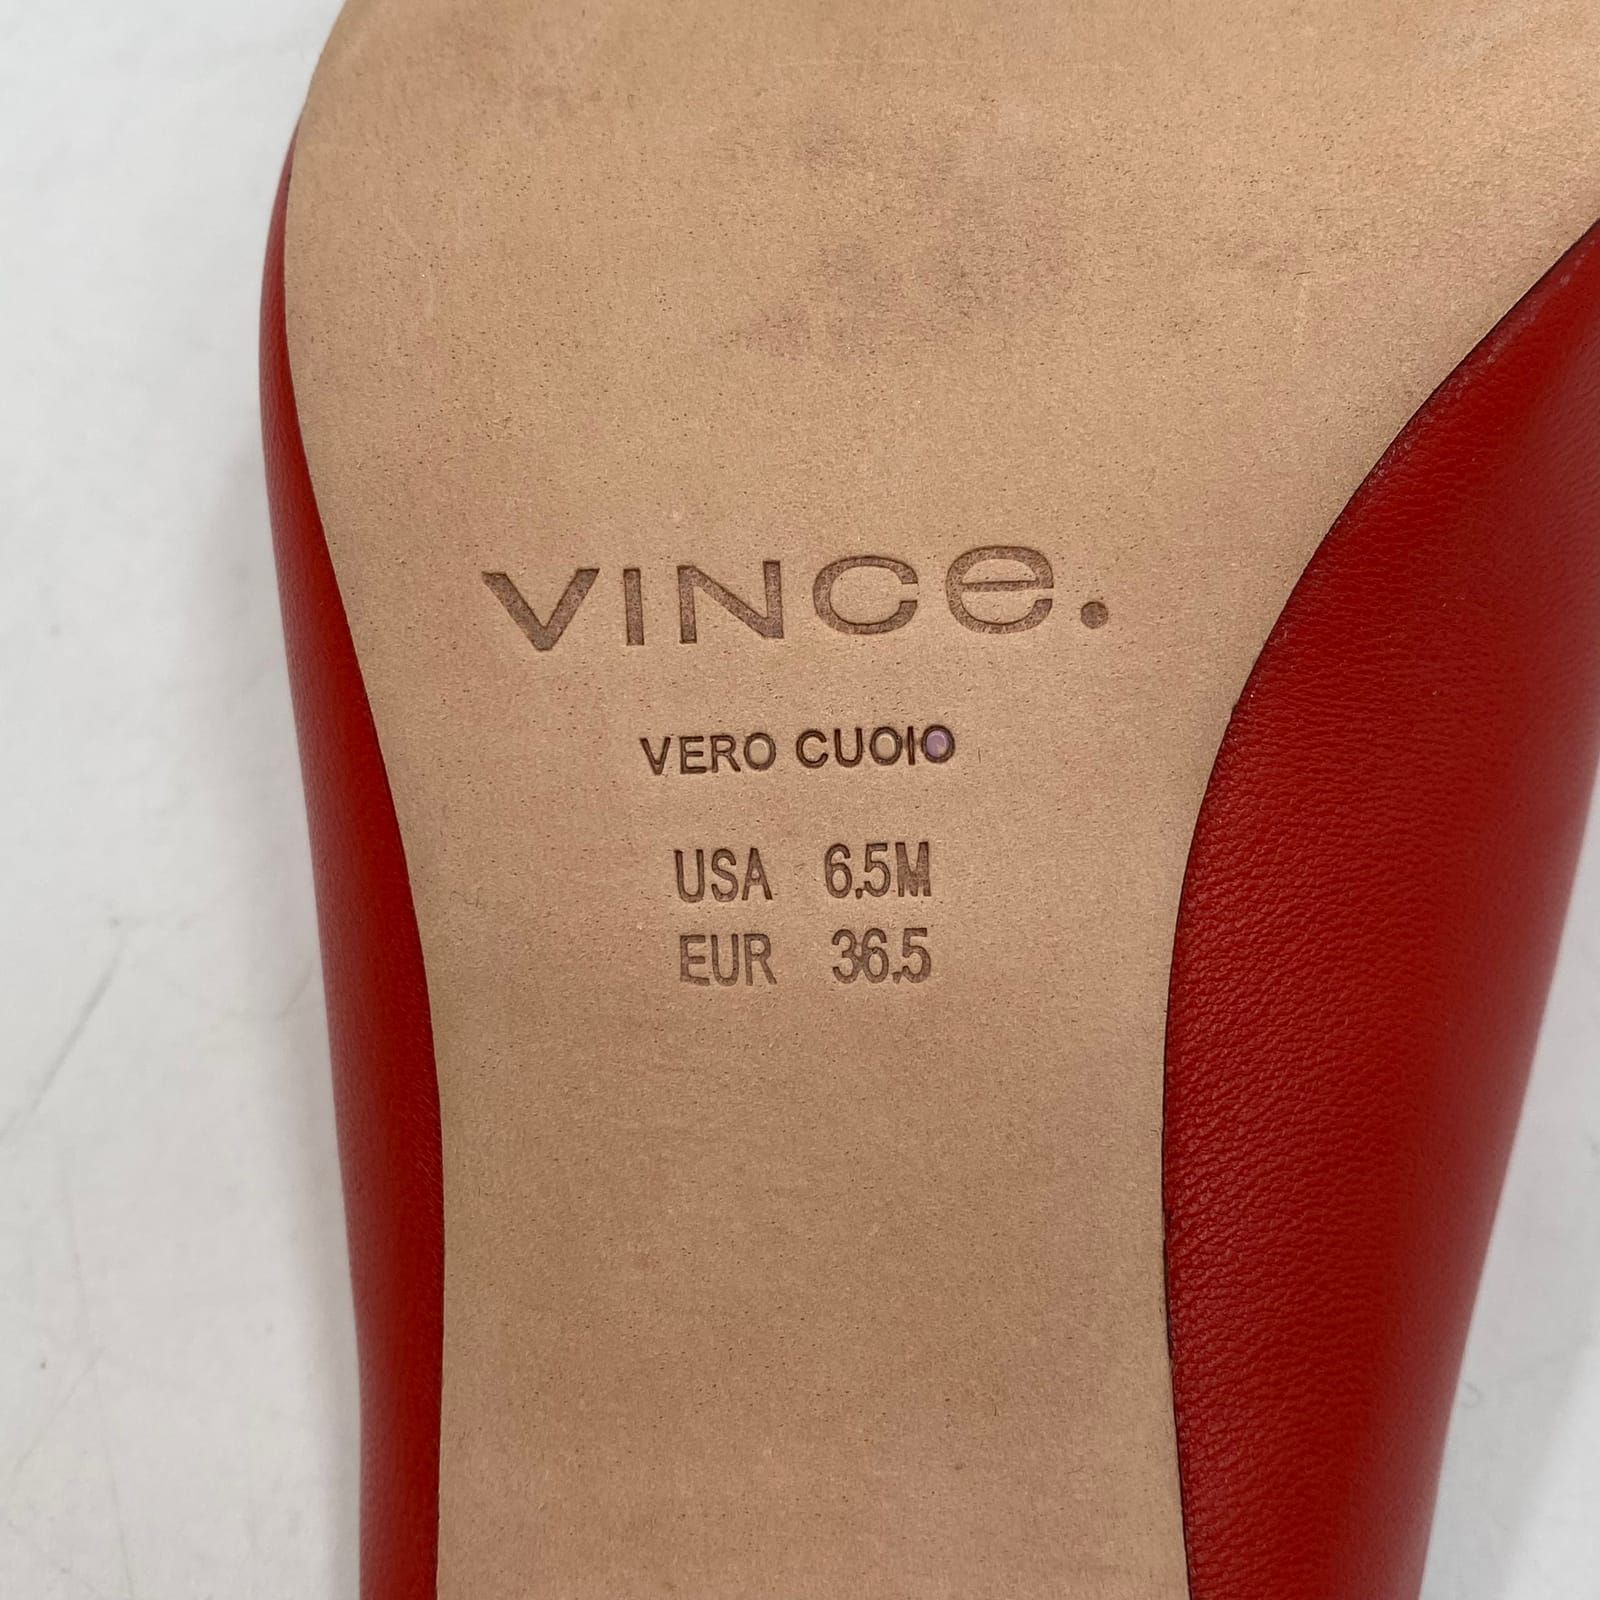 VINCe.
VERO CUOIO
USA 6.5M
EUR 36.5